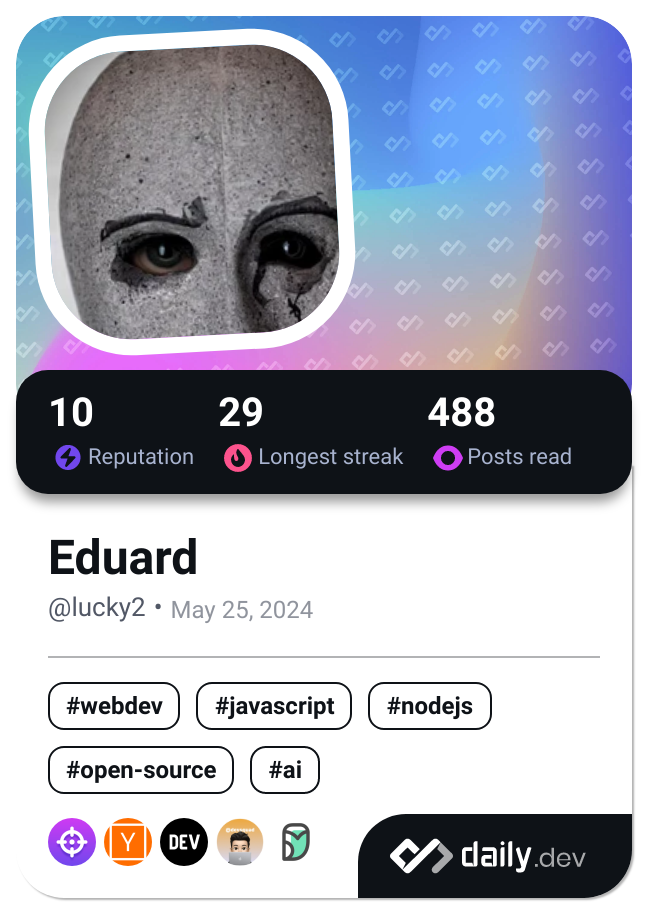 10 29 488
Reputation Longest streak Posts read
Eduard
@lucky2 • May 25, 2024
#webdev #javascript #nodejs
#open-source #ai
Y DEV daily.dev